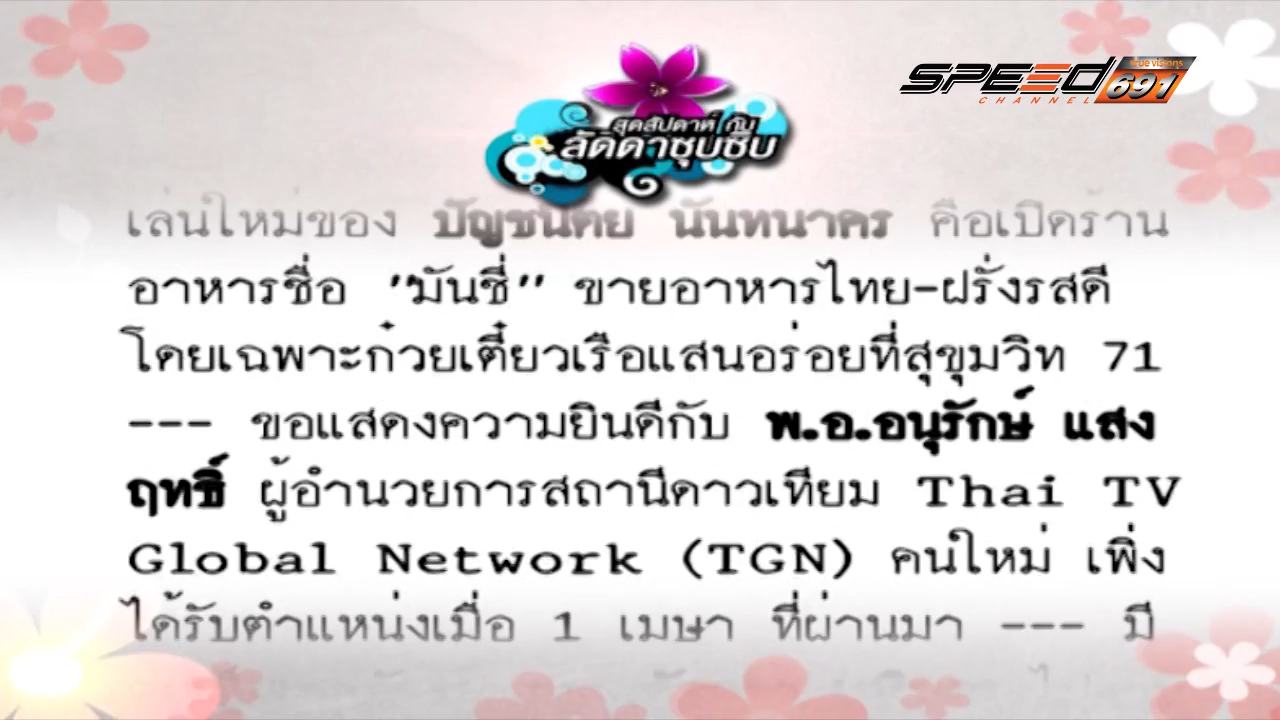 SPEED
CHANNEL
true visions
691
สุดสัปดาห์ กับ
ลัดดาซุบซิบ
เล่นใหม่ของ ปัญชนิตย์ นันทนาคร คือเปิดร้าน
อาหารชื่อ "มันชี่" ขายอาหารไทย-ฝรั่งรสดี
โดยเฉพาะก๋วยเตี๋ยวเรือแสนอร่อยที่สุขุมวิท 71
--- ขอแสดงความยินดีกับ พ.อ.อนุรักษ์ แสง
ฤทธิ์ ผู้อำนวยการสถานีดาวเทียม Thai TV
Global Network (TGN) คนใหม่ เพิ่ง
ได้รับตำแหน่งเมื่อ 1 เมษา ที่ผ่านมา --- มี